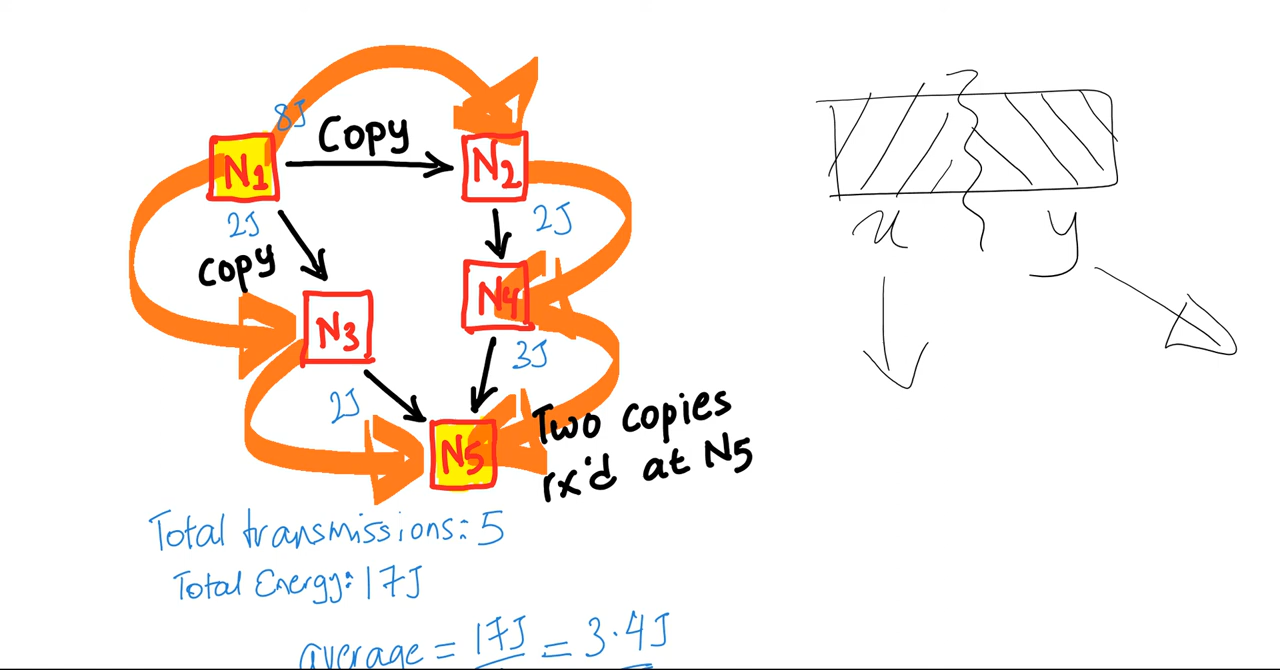 8J
Copy
N1
N2
2J
2J
Copy
N4
N3
3J
2J
N5
Two copies
rx'd at N5
Total transmissions: 5
Total Energy: 17J
average = 17J = 3.4J
x
y